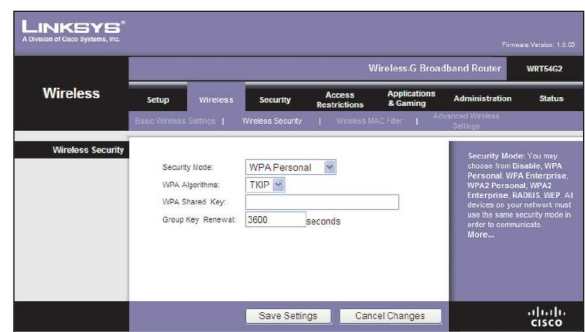 LINKSYS®
A Division of Cisco Systems, Inc.
Firmware Version: 1.0.00
Wireless-G Broadband Router WRT54G2
Wireless
Setup Wireless Security Access Restrictions Applications & Gaming Administration Status
Basic Wireless Settings | Wireless Security | Wireless MAC Filter | Advanced Wireless Settings
Wireless Security
Security Mode: WPA Personal
WPA Algorithms: TKIP
WPA Shared Key:
Group Key Renewal: 3600 seconds
Security Mode: You may
choose from Disable, WPA
Personal, WPA Enterprise,
WPA2 Personal, WPA2
Enterprise, RADIUS, WEP. All
devices on your network must
use the same security mode in
order to communicate.
More...
Save Settings Cancel Changes
CISCO